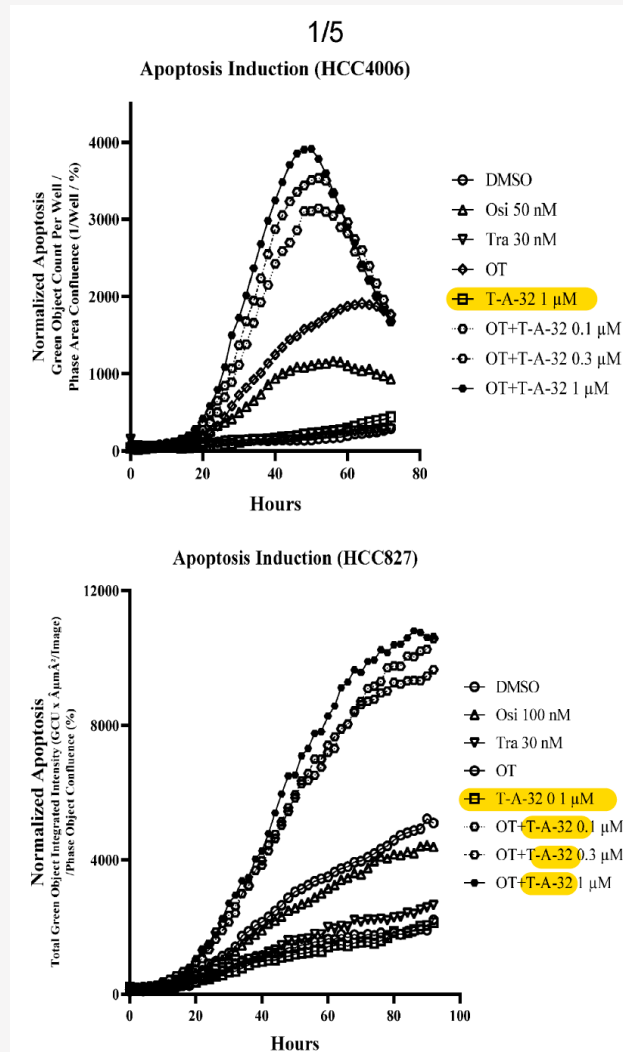 1/5
Apoptosis Induction (HCC4006)
Normalized Apoptosis
Green Object Count Per Well /
Phase Area Confluence (1/Well / %)
4000
3000
2000
1000
0
0 20 40 60 80
Hours
DMSO
Osi 50 nM
Tra 30 nM
OT
T-A-32 1 µM
OT+T-A-32 0.1 µM
OT+T-A-32 0.3 µM
OT+T-A-32 1 µM
Apoptosis Induction (HCC827)
Normalized Apoptosis
Total Green Object Integrated Intensity (GCU x ÂµmÂ²/Image)
/Phase Object Confluence (%)
12000
8000
4000
0
0 20 40 60 80 100
Hours
DMSO
Osi 100 nM
Tra 30 nM
OT
T-A-32 0 1 µM
OT+T-A-32 0.1 µM
OT+T-A-32 0.3 µM
OT+T-A-32 1 µM